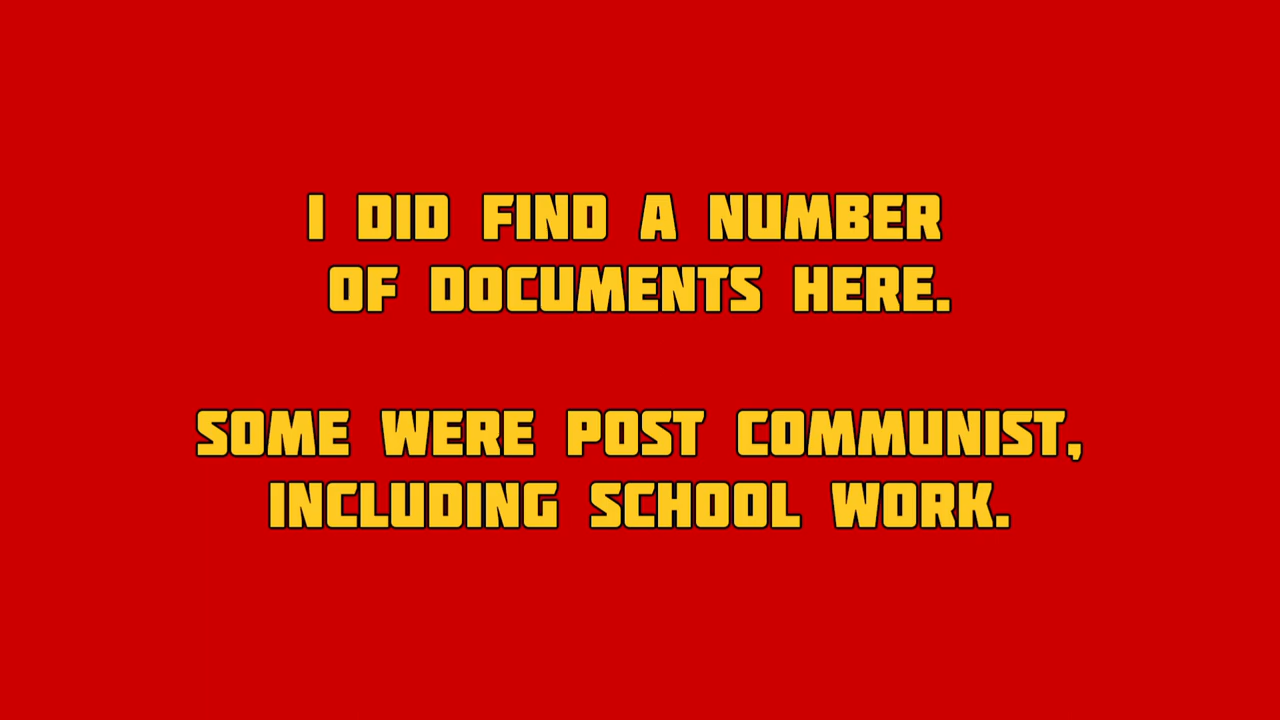 I DID FIND A NUMBER
OF DOCUMENTS HERE.
SOME WERE POST COMMUNIST,
INCLUDING SCHOOL WORK.